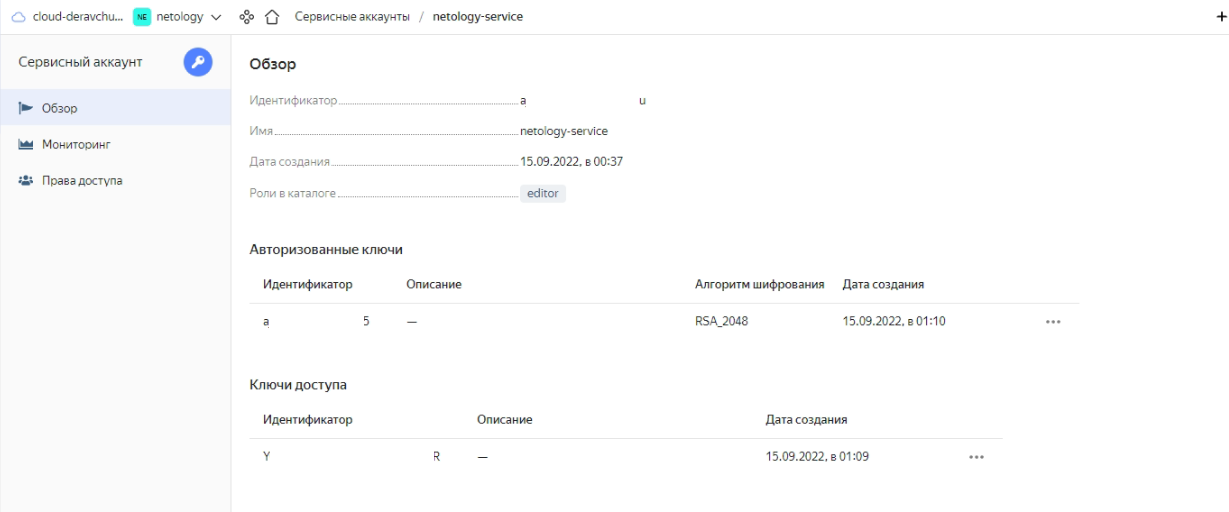 cloud-deravchu... NE netology Сервисные аккаунты / netology-service
Сервисный аккаунт
Обзор
Мониторинг
Права доступа
Обзор
Идентификатор a u
Имя netology-service
Дата создания 15.09.2022, в 00:37
Роли в каталоге editor
Авторизованные ключи
Идентификатор Описание Алгоритм шифрования Дата создания
a 5 — RSA_2048 15.09.2022, в 01:10
Ключи доступа
Идентификатор Описание Дата создания
Y R — 15.09.2022, в 01:09